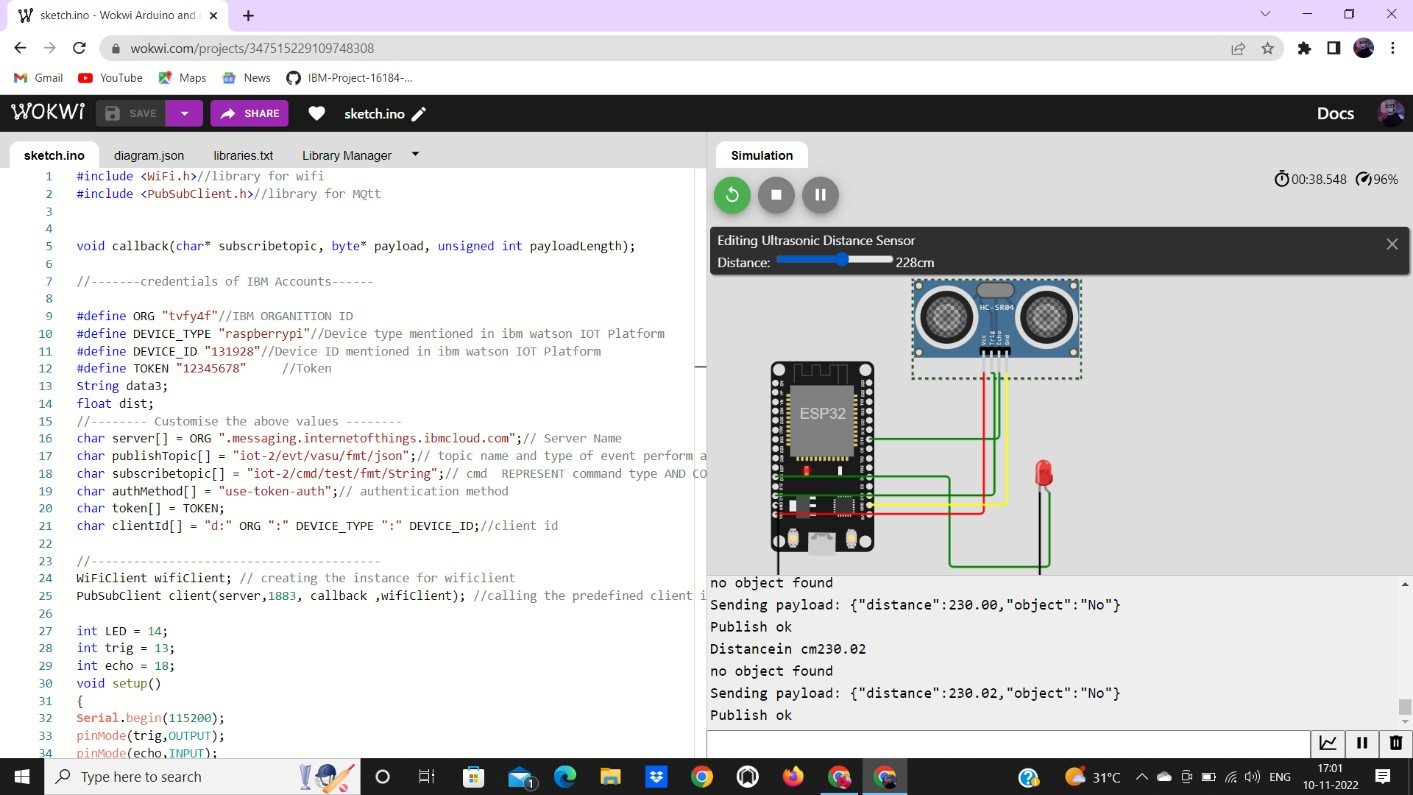 sketch.ino - Wokwi Arduino and
wokwi.com/projects/347515229109748308
Gmail YouTube Maps News IBM-Project-16184-...
WOKWi SAVE SHARE sketch.ino Docs
sketch.ino diagram.json libraries.txt Library Manager
1 #include <WiFi.h>//library for wifi
2 #include <PubSubClient.h>//library for MQtt
3
4
5 void callback(char* subscribetopic, byte* payload, unsigned int payloadLength);
6
7 //-------credentials of IBM Accounts------
8
9 #define ORG "tvfy4f"//IBM ORGANITION ID
10 #define DEVICE_TYPE "raspberrypi"//Device type mentioned in ibm watson IOT Platform
11 #define DEVICE_ID "131928"//Device ID mentioned in ibm watson IOT Platform
12 #define TOKEN "12345678" //Token
13 String data3;
14 float dist;
15 //-------- Customise the above values --------
16 char server[] = ORG ".messaging.internetofthings.ibmcloud.com";// Server Name
17 char publishTopic[] = "iot-2/evt/vasu/fmt/json";// topic name and type of event perform a
18 char subscribetopic[] = "iot-2/cmd/test/fmt/String";// cmd REPRESENT command type AND CO
19 char authMethod[] = "use-token-auth";// authentication method
20 char token[] = TOKEN;
21 char clientId[] = "d:" ORG ":" DEVICE_TYPE ":" DEVICE_ID;//client id
22
23 //-----------------------------------------
24 WiFiClient wifiClient; // creating the instance for wificlient
25 PubSubClient client(server,1883, callback ,wifiClient); //calling the predefined client i
26
27 int LED = 14;
28 int trig = 13;
29 int echo = 18;
30 void setup()
31 {
32 Serial.begin(115200);
33 pinMode(trig,OUTPUT);
34 pinMode(echo,INPUT);
Simulation
00:38.548 96%
Editing Ultrasonic Distance Sensor
Distance: 228cm
HC-SR04
Vcc
Trig
Echo
Gnd
ESP32
no object found
Sending payload: {"distance":230.00,"object":"No"}
Publish ok
Distancein cm230.02
no object found
Sending payload: {"distance":230.02,"object":"No"}
Publish ok
Type here to search
1
31°C
ENG
17:01
10-11-2022